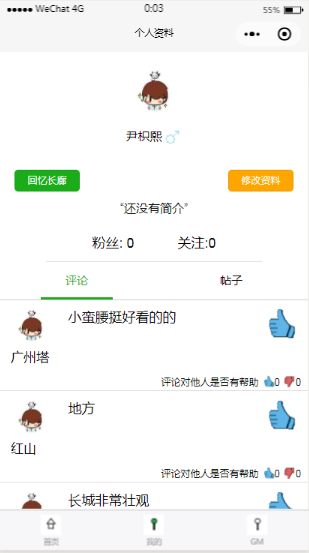 WeChat 4G 0:03 55%
个人资料
尹枳熙
回忆长廊 修改资料
“还没有简介”
粉丝: 0 关注:0
评论 帖子
小蛮腰挺好看的的
广州塔
评论对他人是否有帮助 0 0
地方
红山
评论对他人是否有帮助 0 0
长城非常壮观
首页 我的 GM